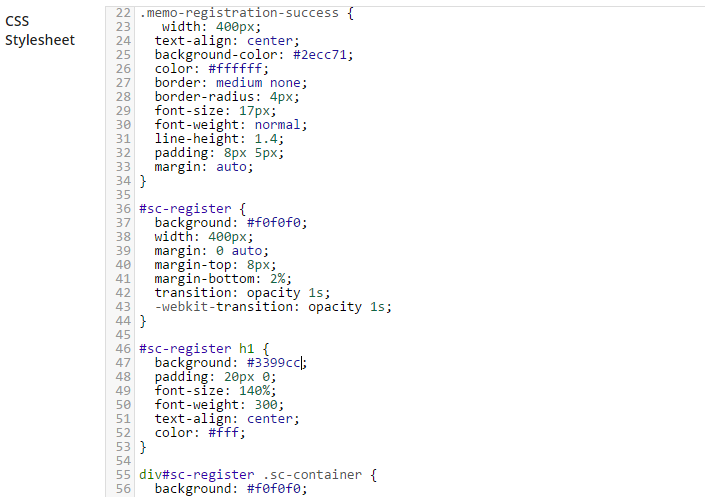 CSS
Stylesheet
22 .memo-registration-success {
23    width: 400px;
24   text-align: center;
25   background-color: #2ecc71;
26   color: #ffffff;
27   border: medium none;
28   border-radius: 4px;
29   font-size: 17px;
30   font-weight: normal;
31   line-height: 1.4;
32   padding: 8px 5px;
33   margin: auto;
34 }
35
36 #sc-register {
37   background: #f0f0f0;
38   width: 400px;
39   margin: 0 auto;
40   margin-top: 8px;
41   margin-bottom: 2%;
42   transition: opacity 1s;
43   -webkit-transition: opacity 1s;
44 }
45
46 #sc-register h1 {
47   background: #3399cc;
48   padding: 20px 0;
49   font-size: 140%;
50   font-weight: 300;
51   text-align: center;
52   color: #fff;
53 }
54
55 div#sc-register .sc-container {
56   background: #f0f0f0;